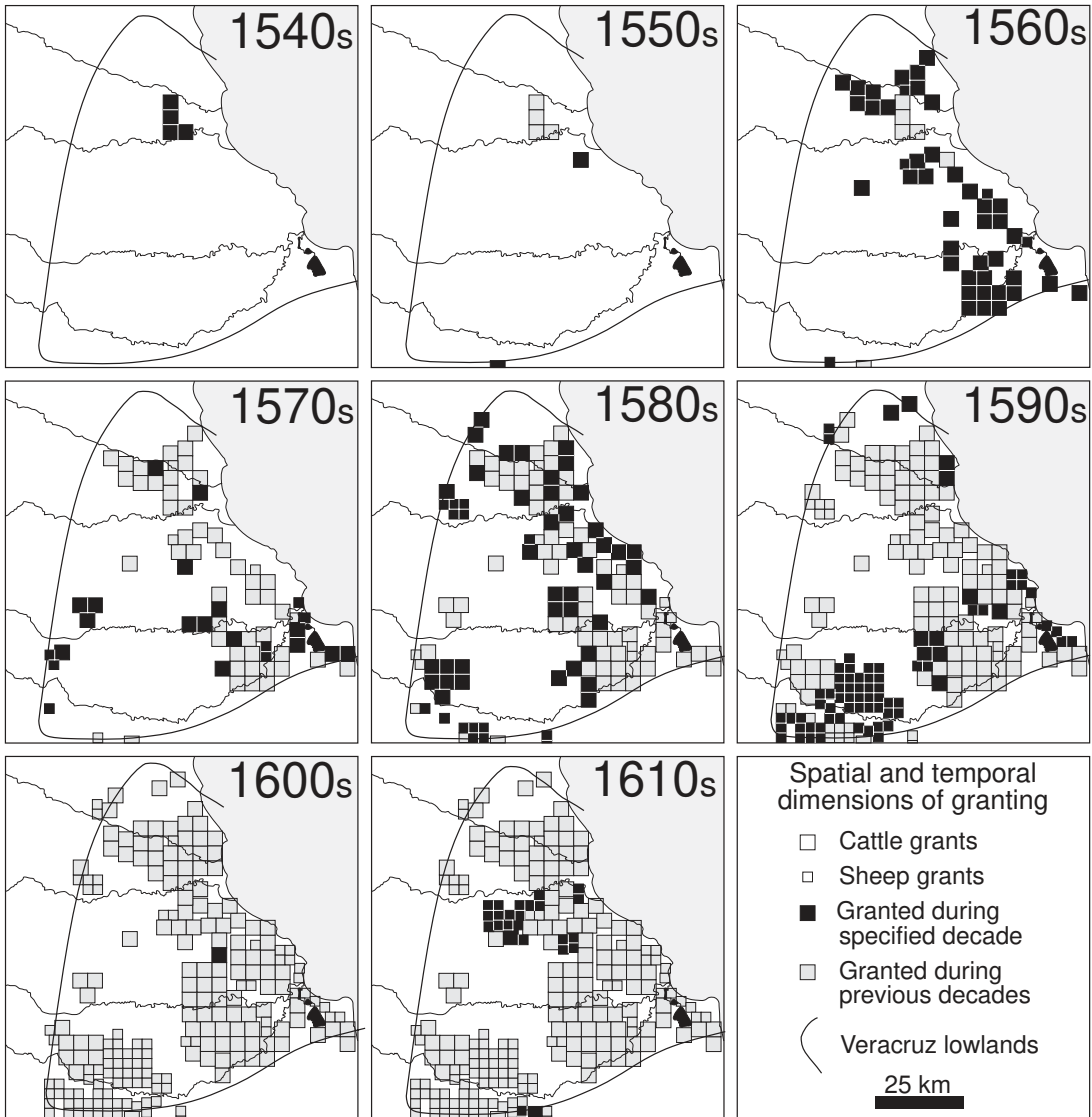 1540s
1550s
1560s
1570s
1580s
1590s
1600s
1610s
Spatial and temporal
dimensions of granting
Cattle grants
Sheep grants
Granted during
specified decade
Granted during
previous decades
Veracruz lowlands
25 km